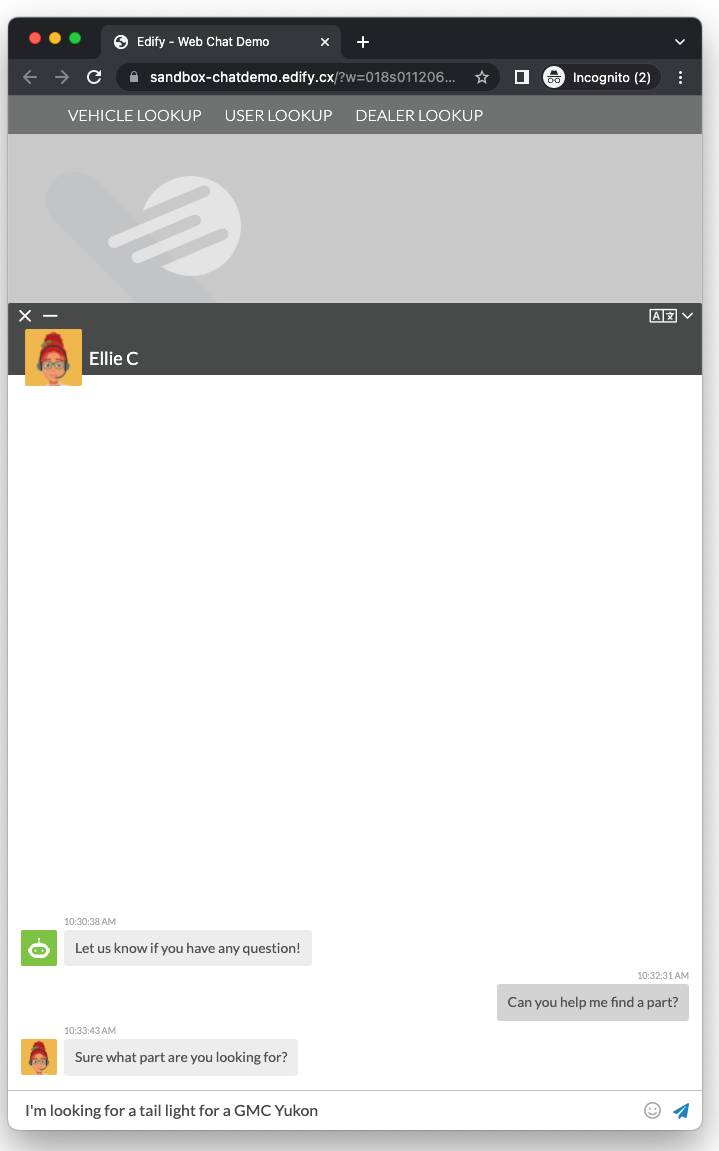 Edify - Web Chat Demo
sandbox-chatdemo.edify.cx/?w=018s011206...
Incognito (2)
VEHICLE LOOKUP USER LOOKUP DEALER LOOKUP
A 文
Ellie C
10:30:38 AM
Let us know if you have any question!
10:32:31 AM
Can you help me find a part?
10:33:43 AM
Sure what part are you looking for?
I'm looking for a tail light for a GMC Yukon